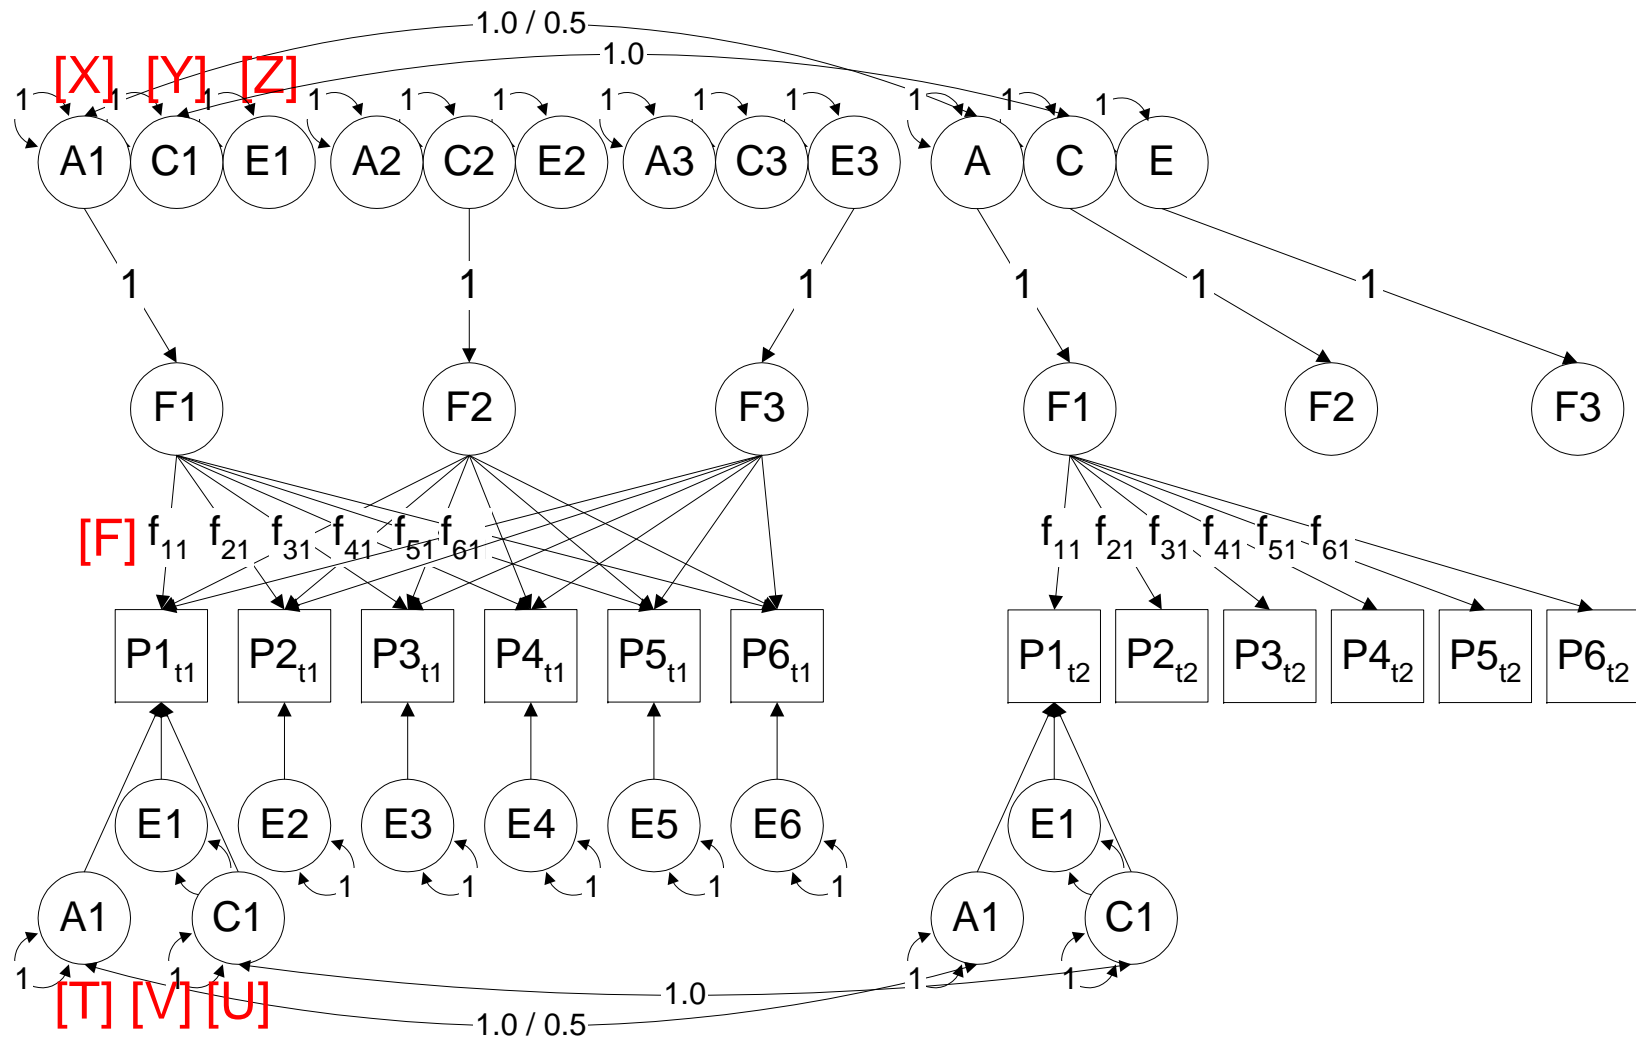 1.0 / 0.5
1.0
[X] [Y] [Z]
1 1 1 1 1 1 1 1 1 1 1 1
A1 C1 E1 A2 C2 E2 A3 C3 E3 A C E
1 1 1 1 1 1
F1 F2 F3 F1 F2 F3
[F] f11 f21 f31 f41 f51 f61 f11 f21 f31 f41 f51 f61
P1t1 P2t1 P3t1 P4t1 P5t1 P6t1 P1t2 P2t2 P3t2 P4t2 P5t2 P6t2
E1 E2 E3 E4 E5 E6 E1
1 1 1 1 1
A1 C1 A1 C1
1 1 1 1
[T] [V] [U]
1.0
1.0 / 0.5